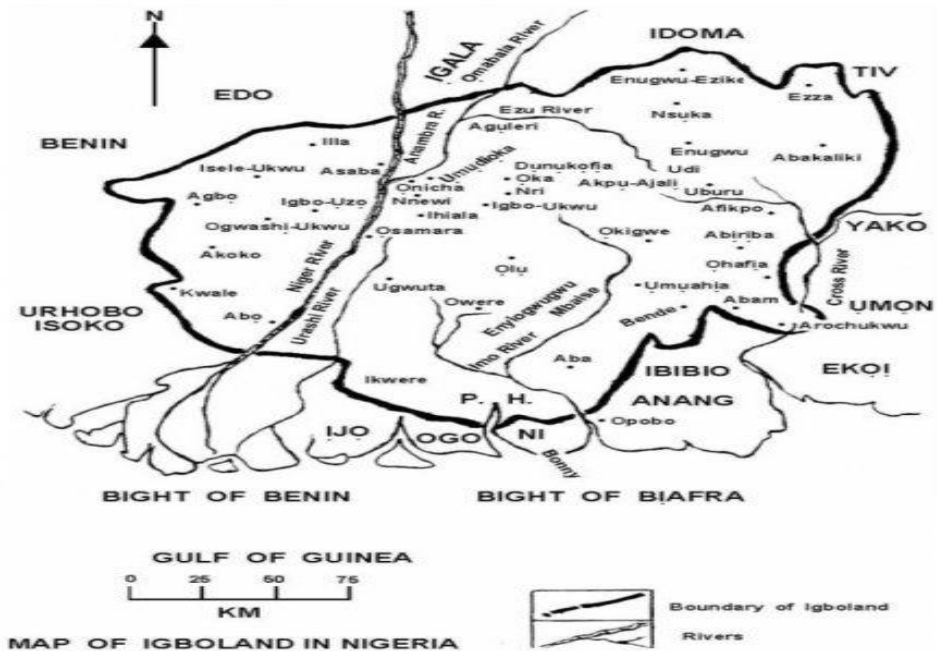 N
IDOMA
IGALA
Omabala River
TIV
Enugwu-Ezike
EDO
Ezza
Ezu River
Nsuka
Anambra R.
Aguleri
BENIN
Illa
Enugwu
Abakaliki
Isele-Ukwu
Asaba
Umudioka
Dunukofia
Udi
Onicha
Oka
Akpu-Ajali
Uburu
Agbo
Nnewi
Nri
Igbo-Uzo
Ihiala
Igbo-Ukwu
Afikpo
Ogwashi-Ukwu
Osamara
Okigwe
Abiriba
YAKO
Akoko
Niger River
Olu
Ohafia
Cross River
Kwale
Urashi River
Ugwuta
Umuahia
Owere
Enyiogwugwu
Mbaise
Abam
UMON
URHOBO
ISOKO
Abo
Bende
Arochukwu
Imo River
Aba
Ikwere
IBIBIO
EKOI
P. H.
ANANG
IJO
OGO
NI
Opobo
Bonny
BIGHT OF BENIN
BIGHT OF BIAFRA
GULF OF GUINEA
0 25 50 75
KM
Boundary of Igboland
Rivers
MAP OF IGBOLAND IN NIGERIA